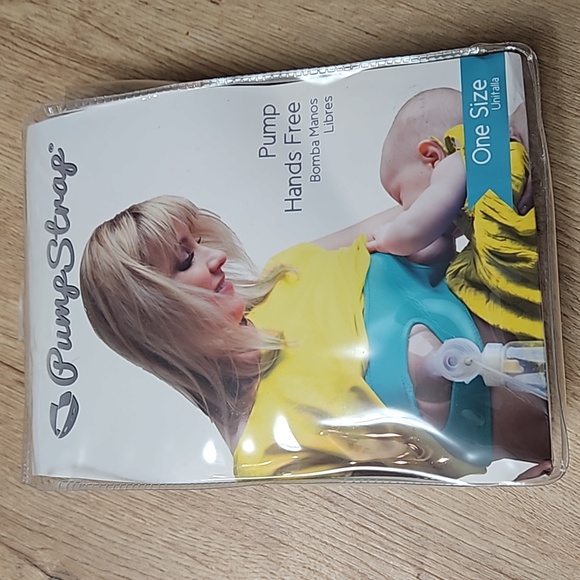 PumpStrap®
Pump
Hands Free
Bomba Manos
Libres
One Size
Unitalla